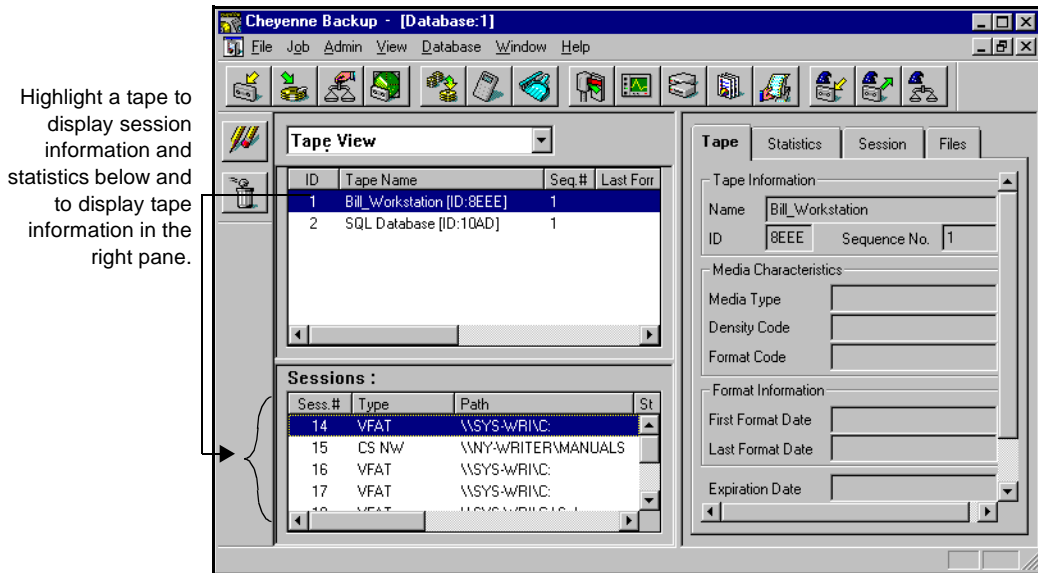 Cheyenne Backup - [Database:1]
File Job Admin View Database Window Help
Highlight a tape to
display session
information and
statistics below and
to display tape
information in the
right pane.
Tape View
ID Tape Name Seq.# Last Forr
1 Bill_Workstation [ID:8EEE] 1
2 SQL Database [ID:10AD] 1
Sessions :
Sess.# Type Path St
14 VFAT \\SYS-WRI\C:
15 CS NW \\NY-WRITER\MANUALS
16 VFAT \\SYS-WRI\C:
17 VFAT \\SYS-WRI\C:
Tape Statistics Session Files
Tape Information
Name Bill_Workstation
ID 8EEE Sequence No. 1
Media Characteristics
Media Type
Density Code
Format Code
Format Information
First Format Date
Last Format Date
Expiration Date